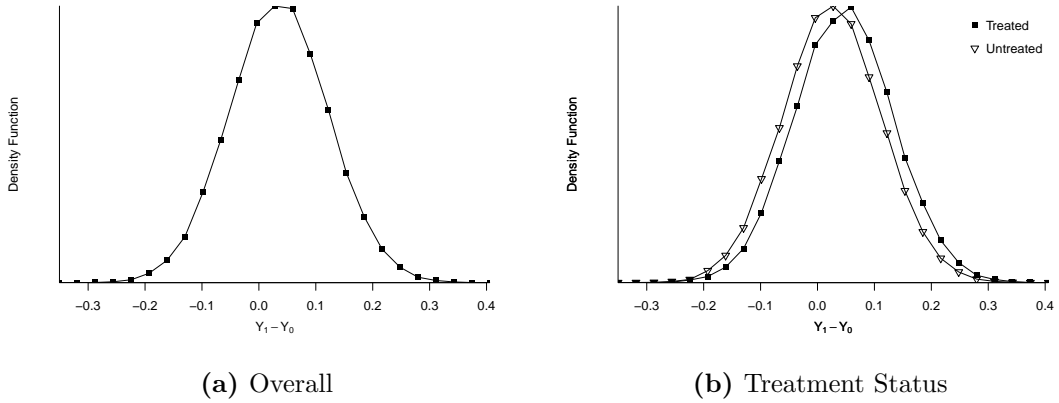 Density Function
−0.3 −0.2 −0.1 0.0 0.1 0.2 0.3 0.4
Y₁ − Y₀
(a) Overall
Density Function
Treated
Untreated
−0.3 −0.2 −0.1 0.0 0.1 0.2 0.3 0.4
Y₁ − Y₀
(b) Treatment Status